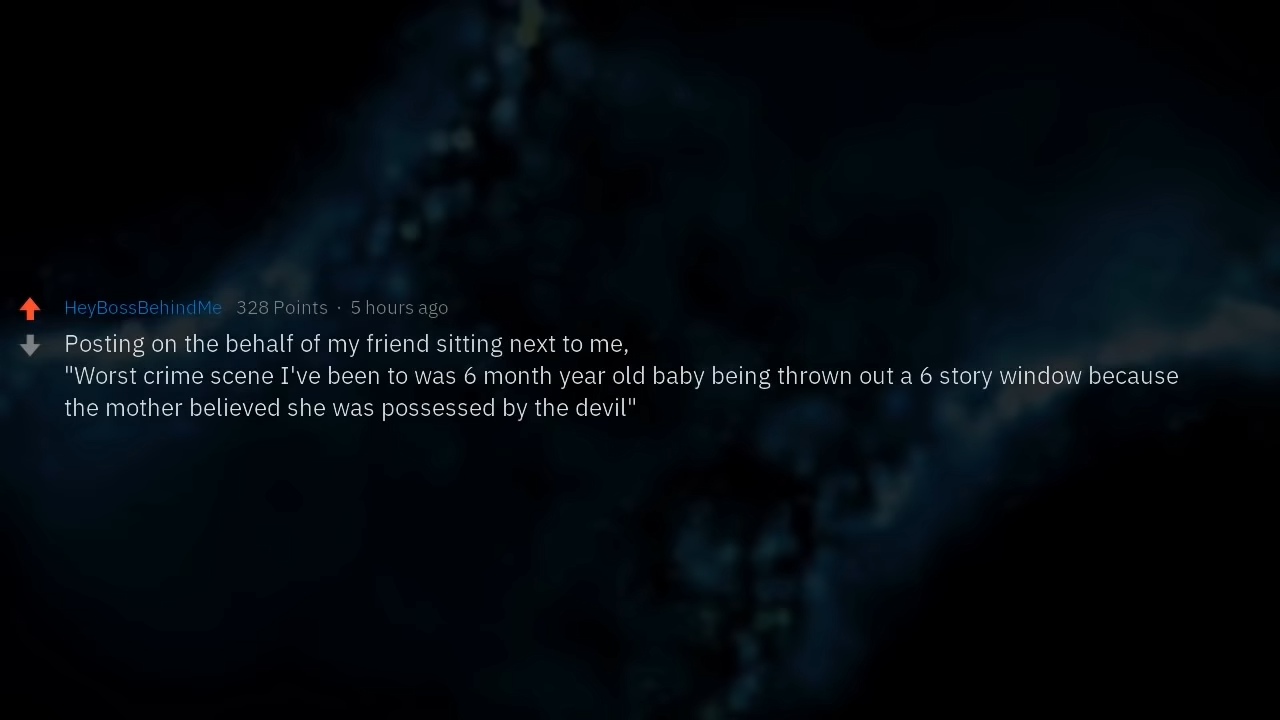 HeyBossBehindMe 328 Points · 5 hours ago
Posting on the behalf of my friend sitting next to me,
"Worst crime scene I've been to was 6 month year old baby being thrown out a 6 story window because
the mother believed she was possessed by the devil"